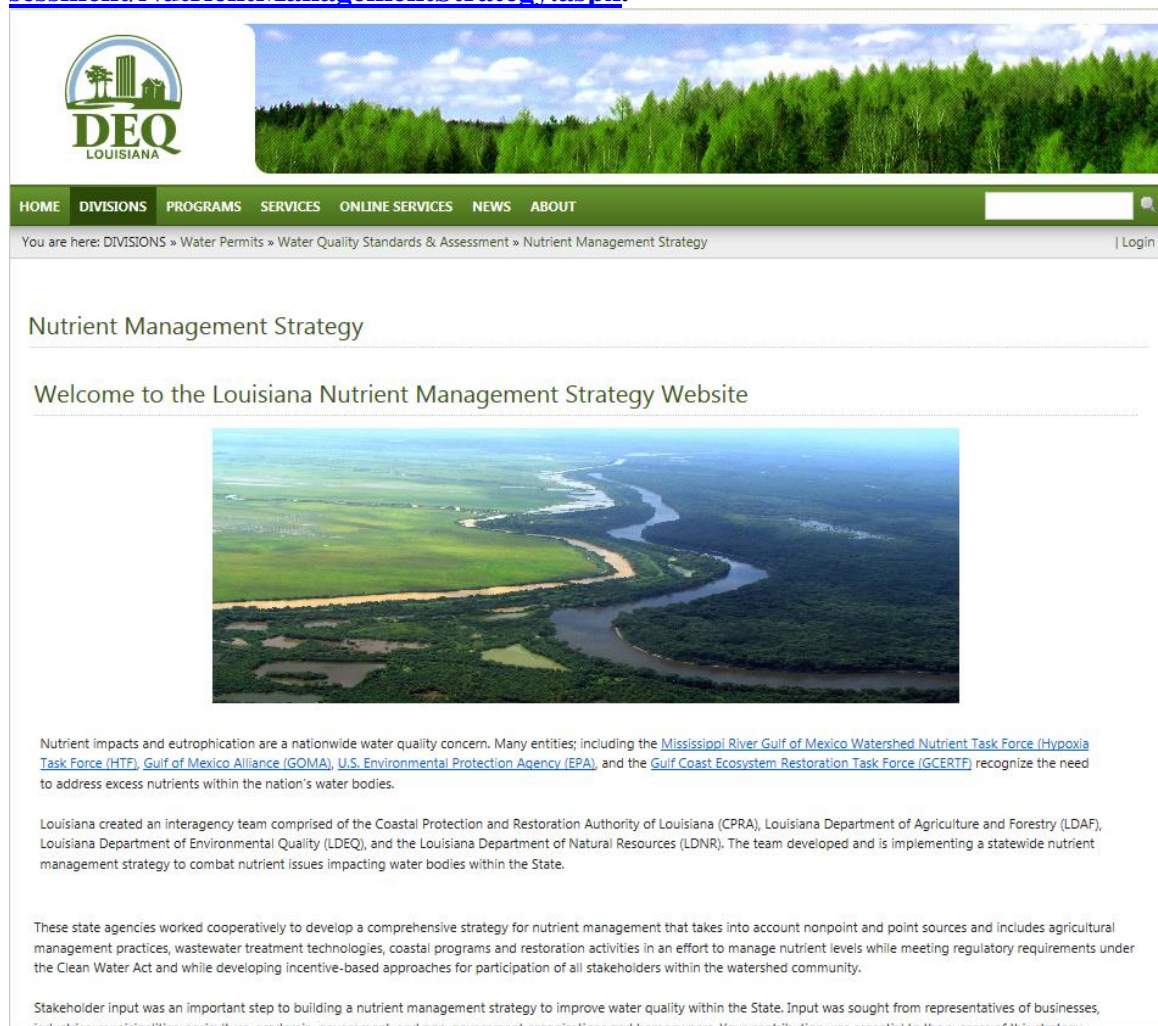 DEQ
LOUISIANA
HOME DIVISIONS PROGRAMS SERVICES ONLINE SERVICES NEWS ABOUT
You are here: DIVISIONS » Water Permits » Water Quality Standards & Assessment » Nutrient Management Strategy | Login
Nutrient Management Strategy
Welcome to the Louisiana Nutrient Management Strategy Website
Nutrient impacts and eutrophication are a nationwide water quality concern. Many entities; including the Mississippi River Gulf of Mexico Watershed Nutrient Task Force (Hypoxia
Task Force (HTF), Gulf of Mexico Alliance (GOMA), U.S. Environmental Protection Agency (EPA), and the Gulf Coast Ecosystem Restoration Task Force (GCERTF) recognize the need
to address excess nutrients within the nation's water bodies.
Louisiana created an interagency team comprised of the Coastal Protection and Restoration Authority of Louisiana (CPRA), Louisiana Department of Agriculture and Forestry (LDAF),
Louisiana Department of Environmental Quality (LDEQ), and the Louisiana Department of Natural Resources (LDNR). The team developed and is implementing a statewide nutrient
management strategy to combat nutrient issues impacting water bodies within the State.
These state agencies worked cooperatively to develop a comprehensive strategy for nutrient management that takes into account nonpoint and point sources and includes agricultural
management practices, wastewater treatment technologies, coastal programs and restoration activities in an effort to manage nutrient levels while meeting regulatory requirements under
the Clean Water Act and while developing incentive-based approaches for participation of all stakeholders within the watershed community.
Stakeholder input was an important step to building a nutrient management strategy to improve water quality within the State. Input was sought from representatives of businesses,